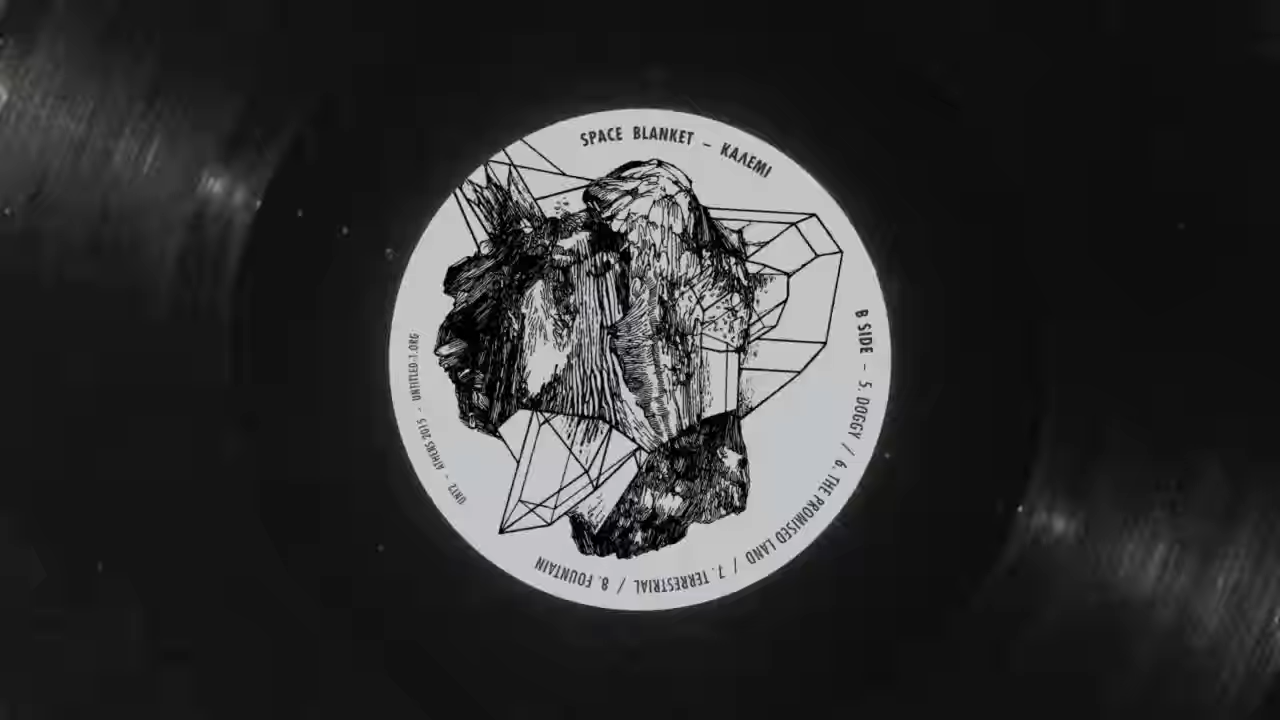 SPACE BLANKET – ΚΑΛΕΜΙ
B SIDE – 5. DOGGY / 6. THE PROMISED LAND / 7. TERRESTRIAL / 8. FOUNTAIN
UNT2 – ATHENS 2015 – UNTITLED-1.ORG